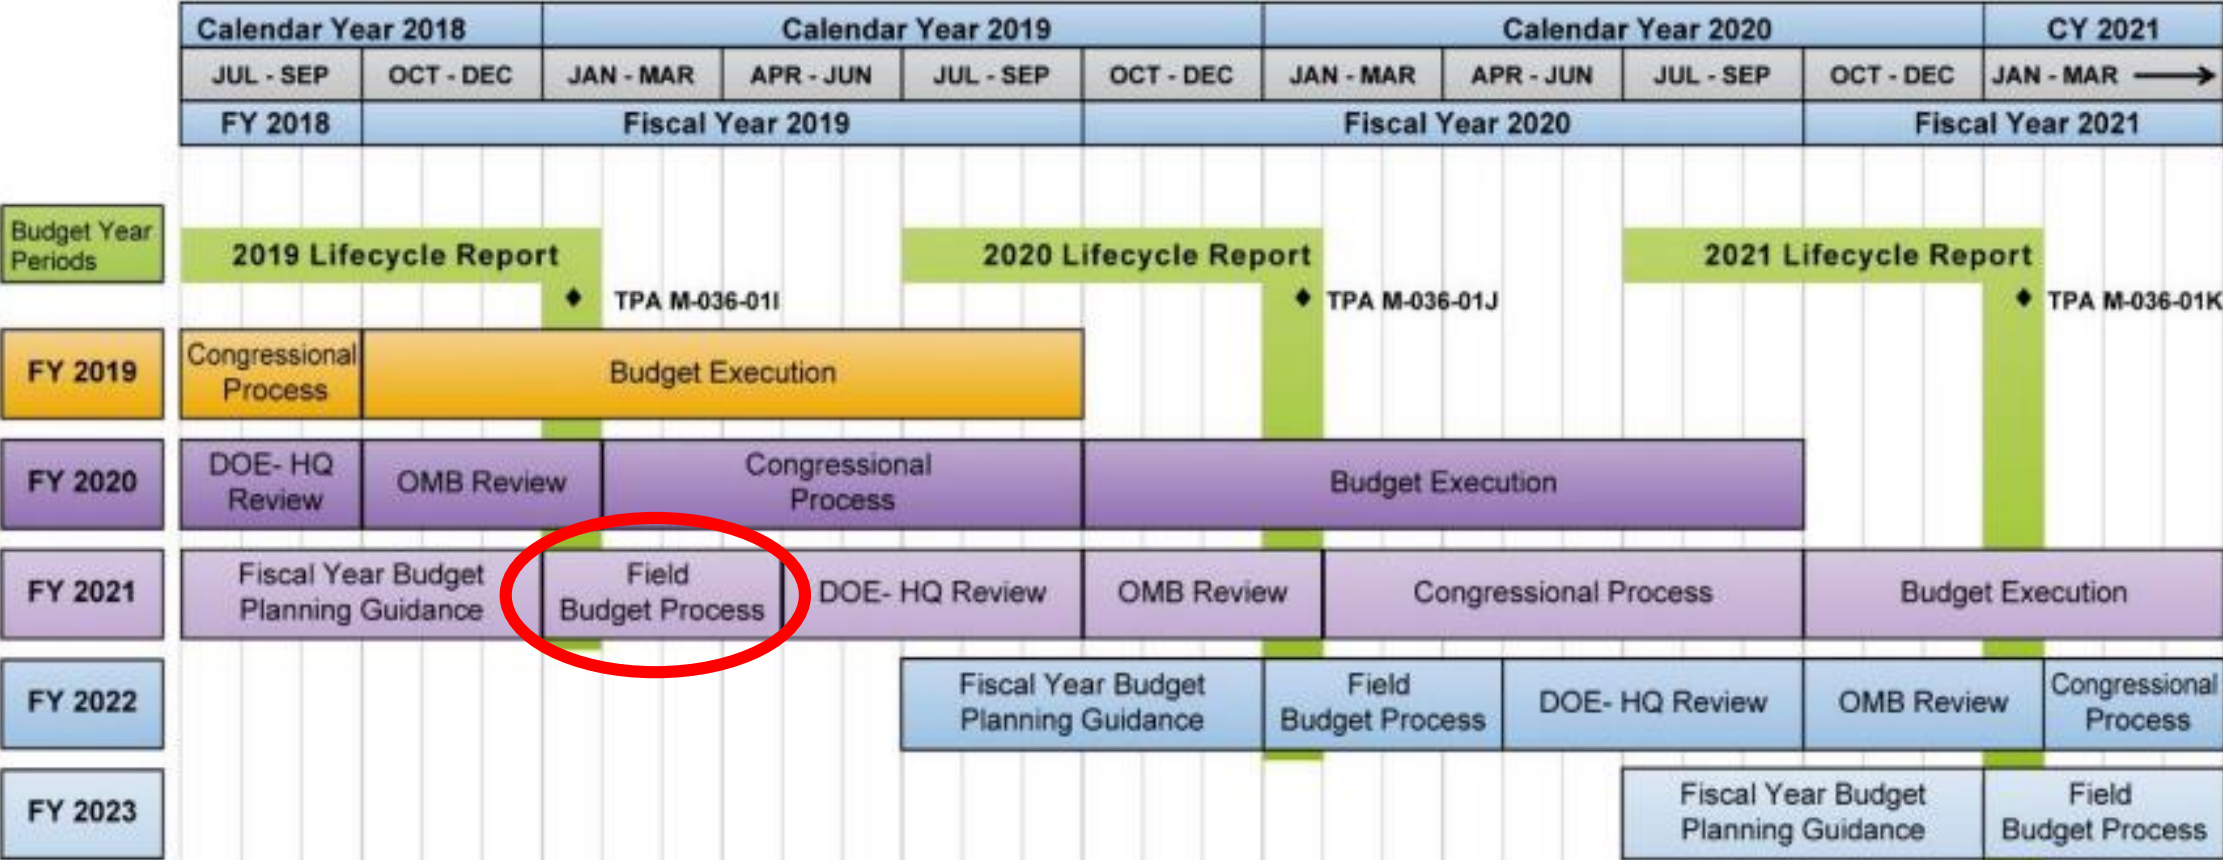 Calendar Year 2018 Calendar Year 2019 Calendar Year 2020 CY 2021
JUL - SEP OCT - DEC JAN - MAR APR - JUN JUL - SEP OCT - DEC JAN - MAR APR - JUN JUL - SEP OCT - DEC JAN - MAR
FY 2018 Fiscal Year 2019 Fiscal Year 2020 Fiscal Year 2021
Budget Year
Periods
2019 Lifecycle Report 2020 Lifecycle Report 2021 Lifecycle Report
TPA M-036-01I TPA M-036-01J TPA M-036-01K
FY 2019
Congressional
Process
Budget Execution
FY 2020
DOE- HQ
Review
OMB Review
Congressional
Process
Budget Execution
FY 2021
Fiscal Year Budget
Planning Guidance
Field
Budget Process
DOE- HQ Review
OMB Review
Congressional Process
Budget Execution
FY 2022
Fiscal Year Budget
Planning Guidance
Field
Budget Process
DOE- HQ Review
OMB Review
Congressional
Process
FY 2023
Fiscal Year Budget
Planning Guidance
Field
Budget Process